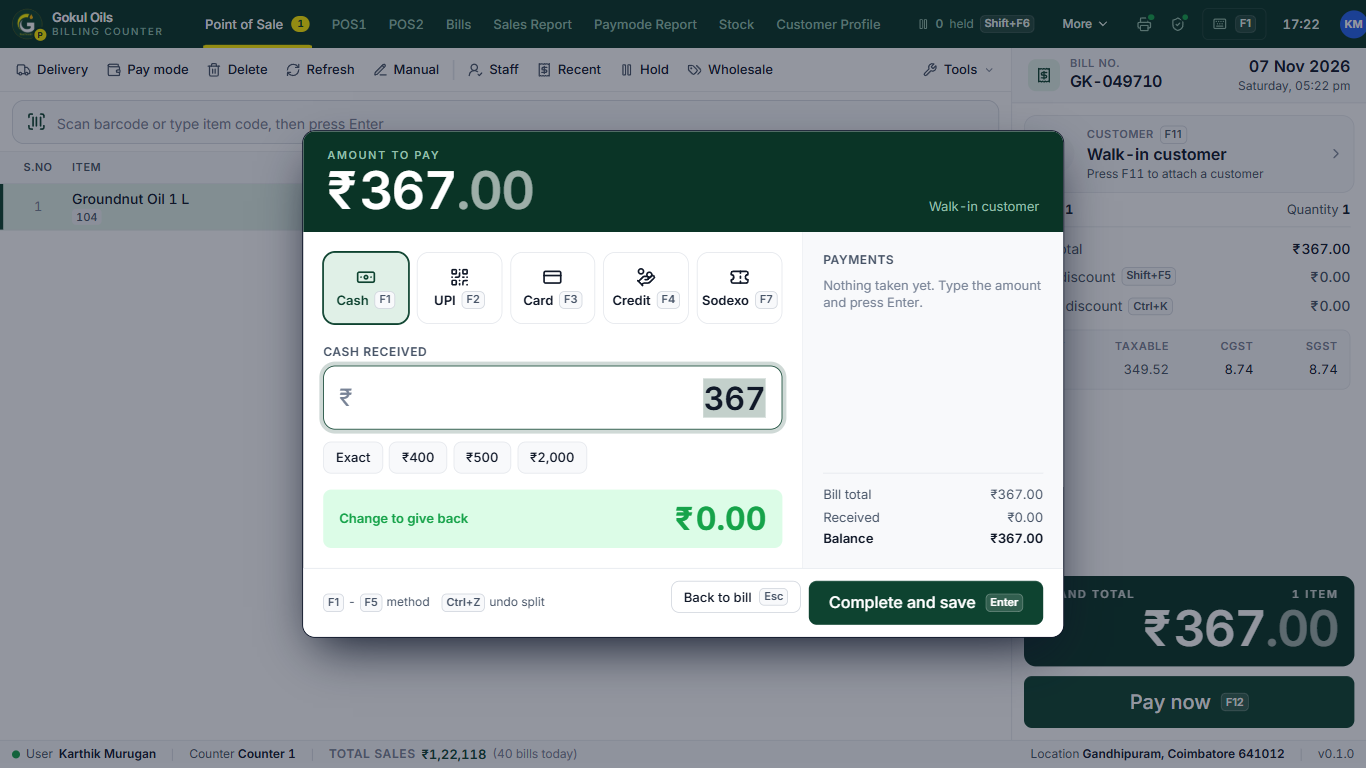 Gokul Oils
BILLING COUNTER
P
Point of Sale 1 POS1 POS2 Bills Sales Report Paymode Report Stock Customer Profile
0 held Shift+F6 More F1 17:22 KM
Delivery Pay mode Delete Refresh Manual Staff Recent Hold Wholesale Tools
BILL NO.
GK-049710
07 Nov 2026
Saturday, 05:22 pm
Scan barcode or type item code, then press Enter
S.NO ITEM
1 Groundnut Oil 1 L
104
AMOUNT TO PAY
₹367.00
Walk-in customer
Cash F1 UPI F2 Card F3 Credit F4 Sodexo F7
CASH RECEIVED
₹ 367
Exact ₹400 ₹500 ₹2,000
Change to give back ₹0.00
PAYMENTS
Nothing taken yet. Type the amount
and press Enter.
Bill total ₹367.00
Received ₹0.00
Balance ₹367.00
F1 - F5 method Ctrl+Z undo split
Back to bill Esc
Complete and save Enter
CUSTOMER F11
Walk-in customer
Press F11 to attach a customer
1 Quantity 1
otal ₹367.00
discount Shift+F5 ₹0.00
discount Ctrl+K ₹0.00
TAXABLE CGST SGST
349.52 8.74 8.74
AND TOTAL 1 ITEM
₹367.00
Pay now F12
User Karthik Murugan Counter Counter 1 TOTAL SALES ₹1,22,118 (40 bills today)
Location Gandhipuram, Coimbatore 641012 v0.1.0